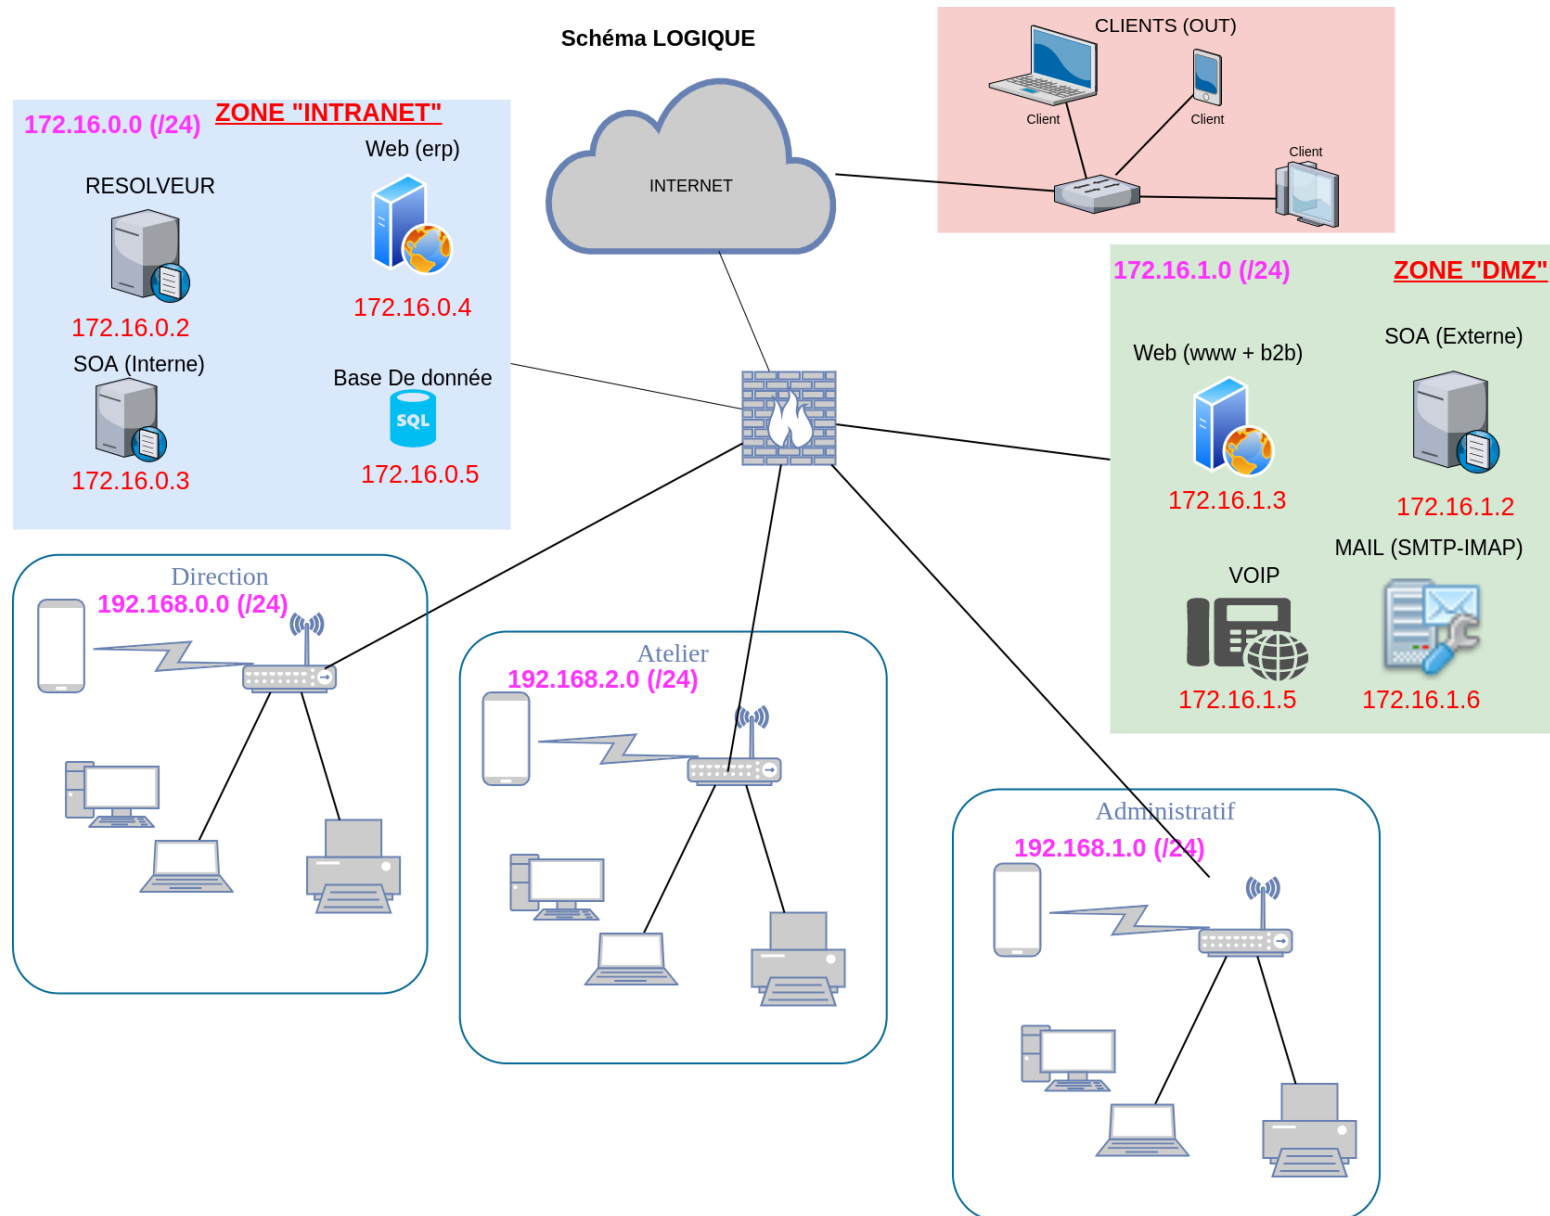 Schéma LOGIQUE
INTERNET
CLIENTS (OUT)
Client
Client
Client
172.16.0.0 (/24)
ZONE "INTRANET"
Web (erp)
172.16.0.4
RESOLVEUR
172.16.0.2
SOA (Interne)
172.16.0.3
Base De donnée
SQL
172.16.0.5
172.16.1.0 (/24)
ZONE "DMZ"
Web (www + b2b)
172.16.1.3
SOA (Externe)
172.16.1.2
VOIP
172.16.1.5
MAIL (SMTP-IMAP)
172.16.1.6
Direction
192.168.0.0 (/24)
Atelier
192.168.2.0 (/24)
Administratif
192.168.1.0 (/24)